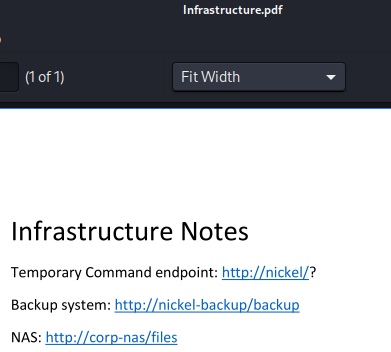 Infrastructure.pdf
(1 of 1)
Fit Width
Infrastructure Notes
Temporary Command endpoint: http://nickel/?
Backup system: http://nickel-backup/backup
NAS: http://corp-nas/files